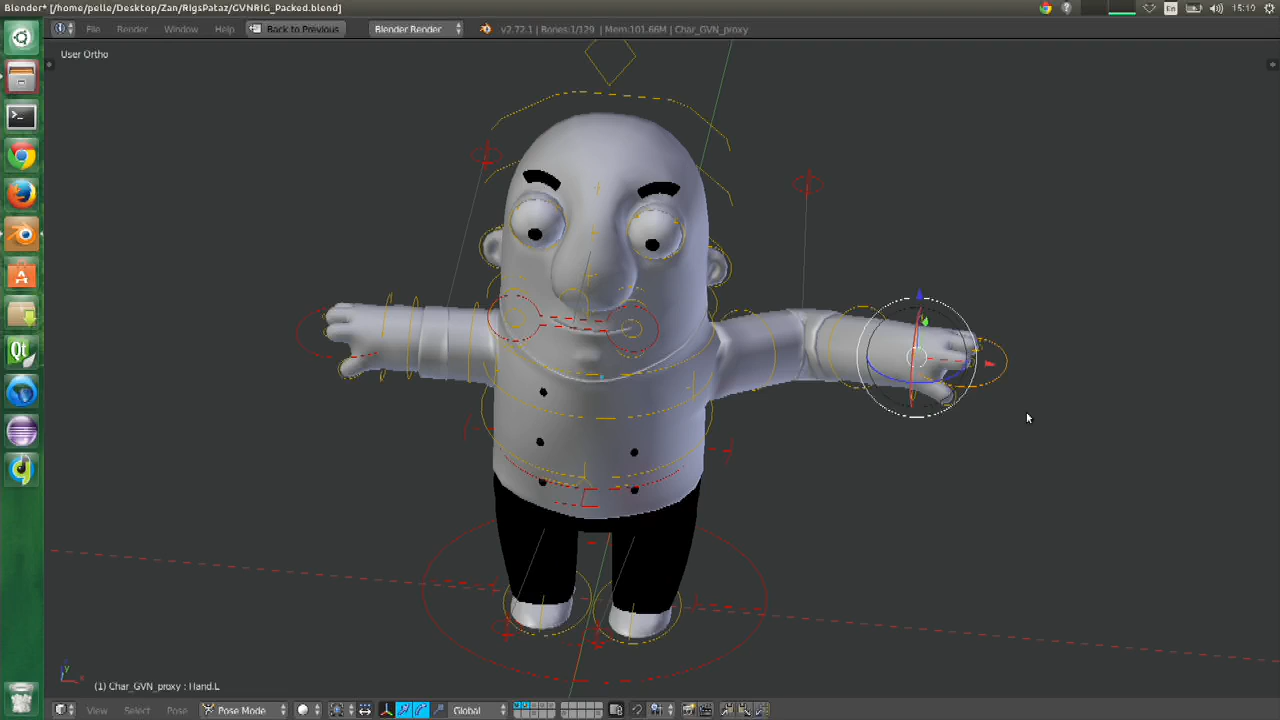 Blender* [/home/pelle/Desktop/Zan/RigsPataz/GVNRIG_Packed.blend]
En
15:19
File Render Window Help Back to Previous Blender Render v2.72.1 | Bones:1/129 | Mem:101.66M | Char_GVN_proxy
User Ortho
(1) Char_GVN_proxy : Hand.L
View Select Pose Pose Mode Global